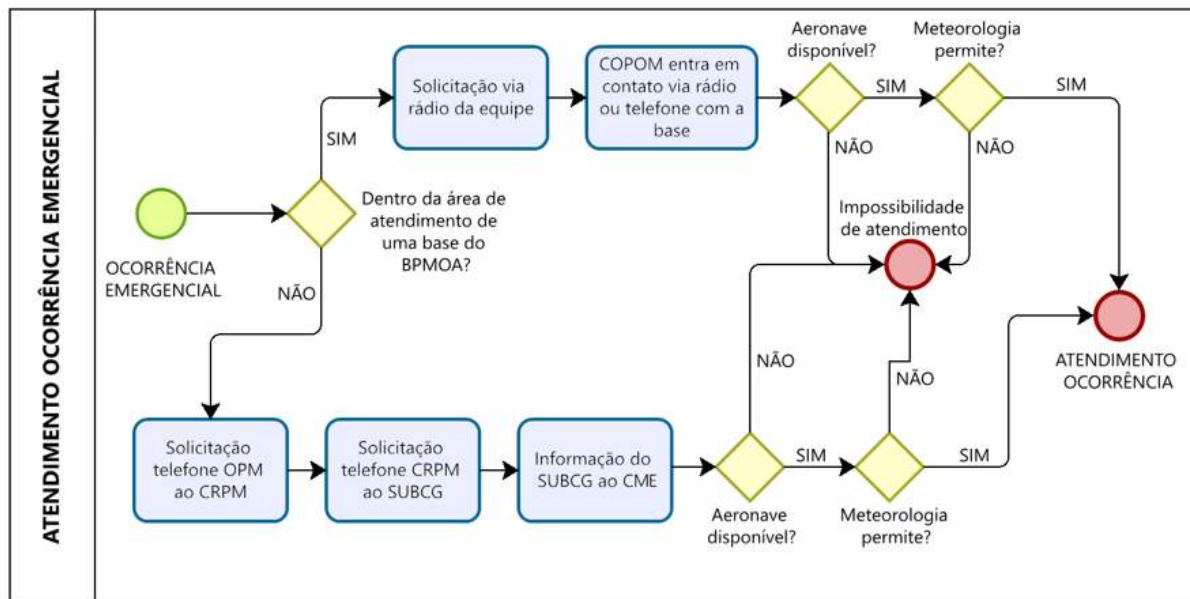 ATENDIMENTO OCORRÊNCIA EMERGENCIAL
OCORRÊNCIA
EMERGENCIAL
Dentro da área de
atendimento de
uma base do
BPMOA?
SIM
NÃO
Solicitação via
rádio da equipe
COPOM entra em
contato via rádio
ou telefone com a
base
Aeronave
disponível?
SIM
NÃO
Meteorologia
permite?
SIM
NÃO
Impossibilidade
de atendimento
Solicitação
telefone OPM
ao CRPM
Solicitação
telefone CRPM
ao SUBCG
Informação do
SUBCG ao CME
NÃO
SIM
Aeronave
disponível?
NÃO
SIM
Meteorologia
permite?
ATENDIMENTO
OCORRÊNCIA